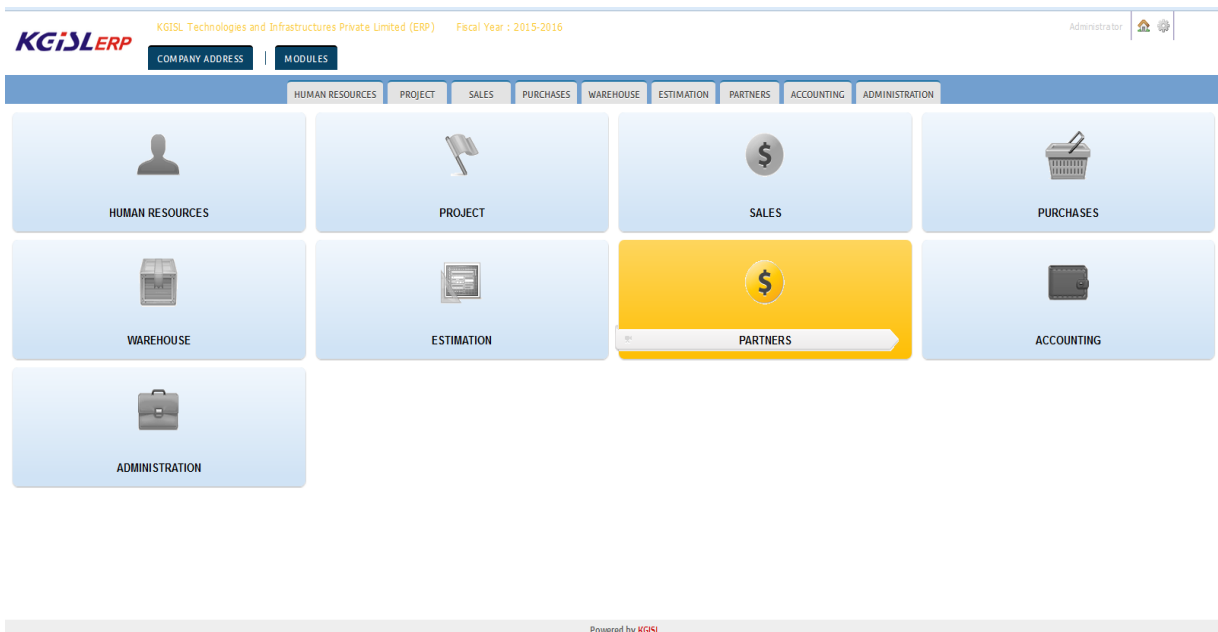 KGiSL ERP
KGISL Technologies and Infrastructures Private Limited (ERP) Fiscal Year : 2015-2016
Administrator
COMPANY ADDRESS | MODULES
HUMAN RESOURCES PROJECT SALES PURCHASES WAREHOUSE ESTIMATION PARTNERS ACCOUNTING ADMINISTRATION
HUMAN RESOURCES PROJECT SALES PURCHASES
WAREHOUSE ESTIMATION PARTNERS ACCOUNTING
ADMINISTRATION
Powered by KGISL